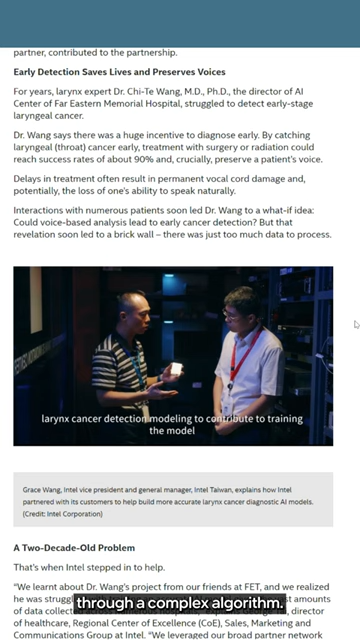 partner, contributed to the partnership.
Early Detection Saves Lives and Preserves Voices
For years, larynx expert Dr. Chi-Te Wang, M.D., Ph.D., the director of AI
Center of Far Eastern Memorial Hospital, struggled to detect early-stage
laryngeal cancer.
Dr. Wang says there was a huge incentive to diagnose early. By catching
laryngeal (throat) cancer early, treatment with surgery or radiation could
reach success rates of about 90% and, crucially, preserve a patient's voice.
Delays in treatment often result in permanent vocal cord damage and,
potentially, the loss of one's ability to speak naturally.
Interactions with numerous patients soon led Dr. Wang to a what-if idea:
Could voice-based analysis lead to early cancer detection? But that
revelation soon led to a brick wall – there was just too much data to process.
larynx cancer detection modeling to contribute to training
the model
Grace Wang, Intel vice president and general manager, Intel Taiwan, explains how Intel
partnered with its customers to help build more accurate larynx cancer diagnostic AI models.
(Credit: Intel Corporation)
A Two-Decade-Old Problem
That's when Intel stepped in to help.
"We learnt about Dr. Wang's project from our friends at FET, and we realized
he was struggl
amounts
through a complex algorithm.
of data collec
director
of healthcare, Regional Center of Excellence (CoE), Sales, Marketing and
Communications Group at Intel. "We leveraged our broad partner network